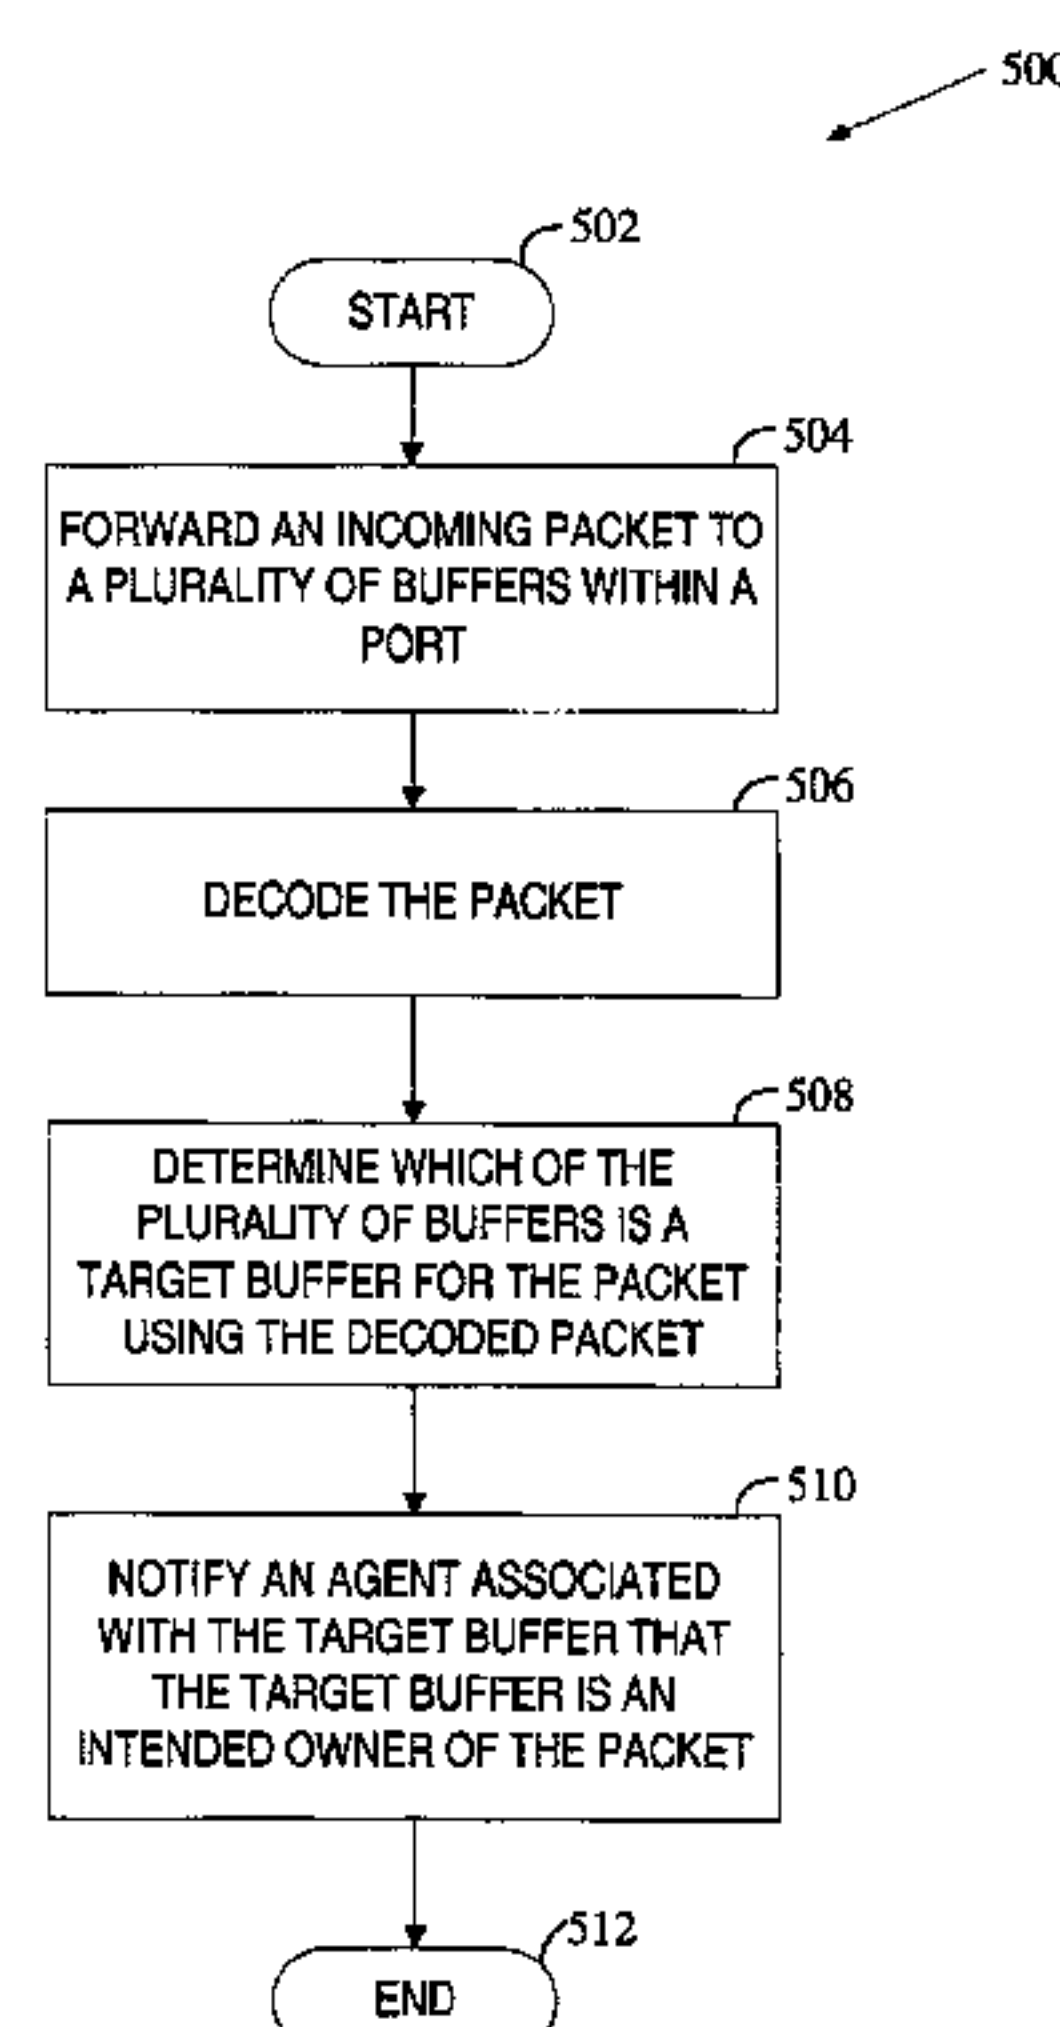 500
502
START
504
FORWARD AN INCOMING PACKET TO
A PLURALITY OF BUFFERS WITHIN A
PORT
506
DECODE THE PACKET
508
DETERMINE WHICH OF THE
PLURALITY OF BUFFERS IS A
TARGET BUFFER FOR THE PACKET
USING THE DECODED PACKET
510
NOTIFY AN AGENT ASSOCIATED
WITH THE TARGET BUFFER THAT
THE TARGET BUFFER IS AN
INTENDED OWNER OF THE PACKET
512
END